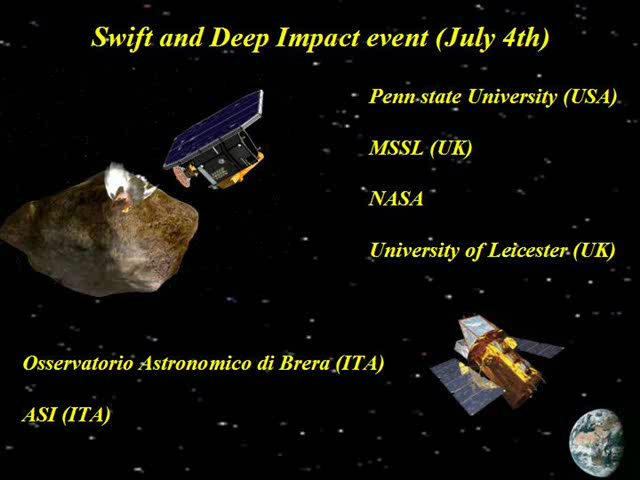 Swift and Deep Impact event (July 4th)
Penn state University (USA)
MSSL (UK)
NASA
University of Leicester (UK)
Osservatorio Astronomico di Brera (ITA)
ASI (ITA)